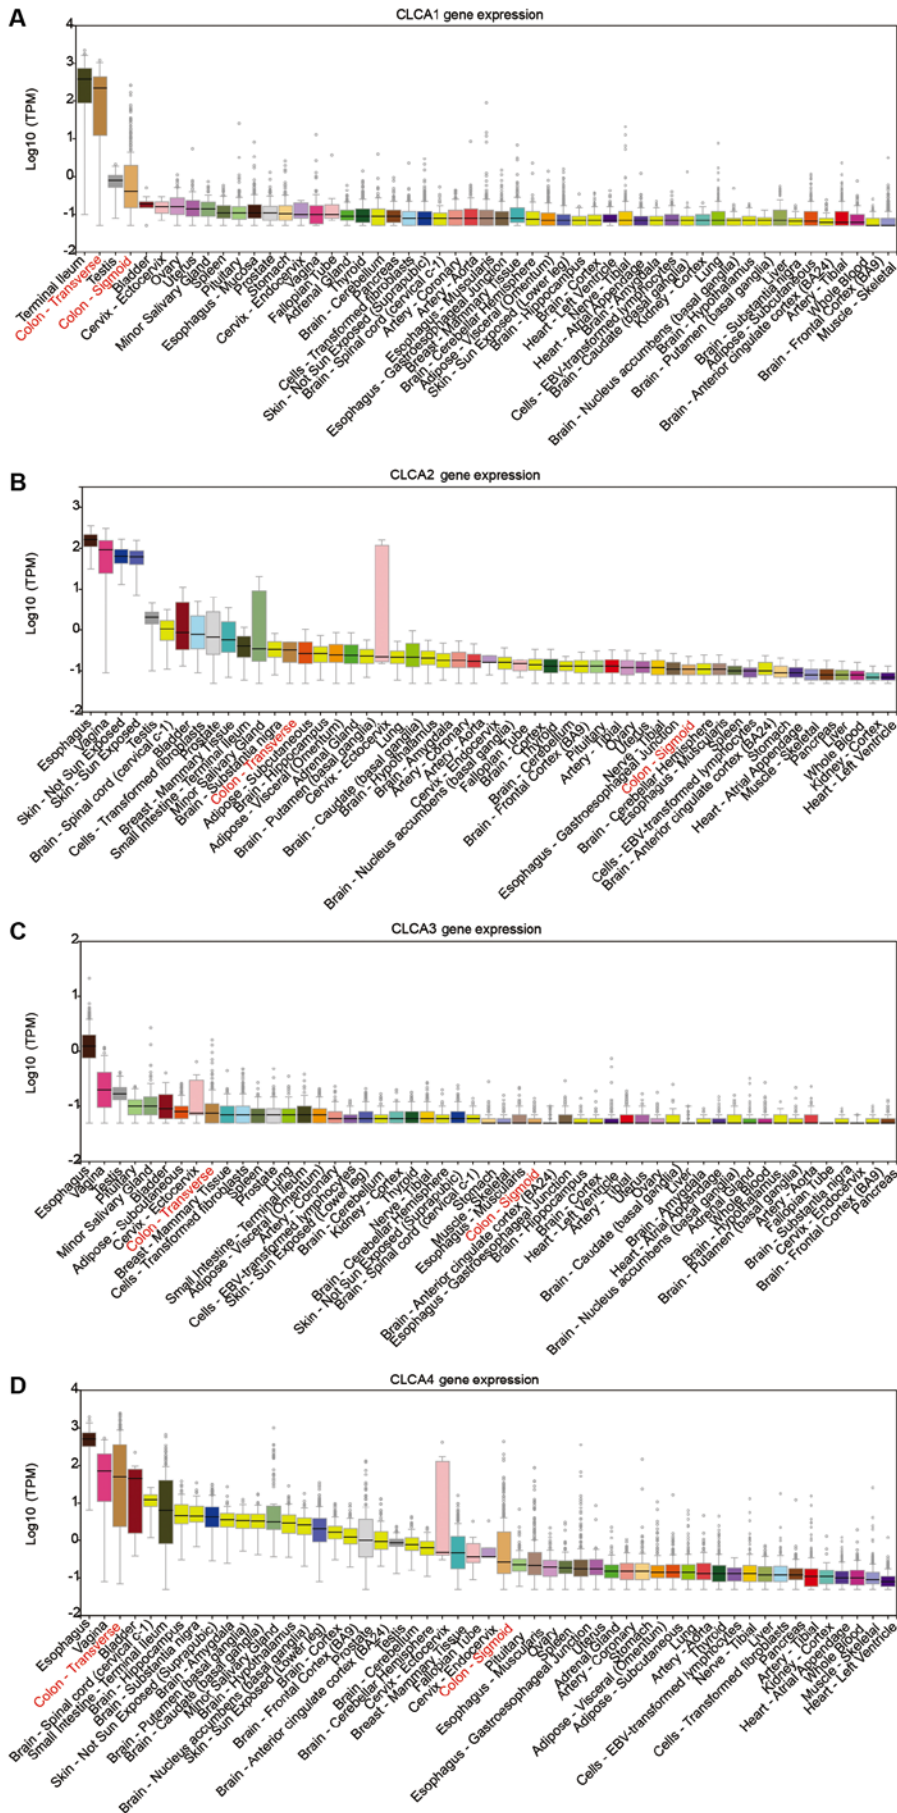 A
CLCA1 gene expression
Log10 (TPM)
4
3
2
1
0
-1
-2
Terminal Ileum
Colon - Transverse
Testis
Colon - Sigmoid
Bladder
Cervix - Ectocervix
Ovary
Uterus
Minor Salivary Gland
Spleen
Pituitary
Esophagus - Mucosa
Prostate
Stomach
Cervix - Endocervix
Vagina
Fallopian Tube
Adrenal Gland
Thyroid
Brain - Cerebellum
Pancreas
Cells - Transformed fibroblasts
Skin - Not Sun Exposed (Suprapubic)
Brain - Spinal cord (cervical c-1)
Artery - Coronary
Artery - Aorta
Esophagus - Muscularis
Esophagus - Gastroesophageal Junction
Brain - Cerebellar Hemisphere
Adipose - Visceral (Omentum)
Skin - Sun Exposed (Lower leg)
Brain - Hippocampus
Brain - Cortex
Heart - Left Ventricle
Nerve - Tibial
Heart - Atrial Appendage
Brain - Amygdala
Cells - EBV-transformed lymphocytes
Brain - Caudate (basal ganglia)
Kidney - Cortex
Lung
Brain - Nucleus accumbens (basal ganglia)
Brain - Hypothalamus
Brain - Putamen (basal ganglia)
Liver
Brain - Substantia nigra
Adipose - Subcutaneous
Brain - Anterior cingulate cortex (BA24)
Artery - Tibial
Whole Blood
Brain - Frontal Cortex (BA9)
Muscle - Skeletal
B
CLCA2 gene expression
Log10 (TPM)
3
2
1
0
-1
-2
Esophagus
Vagina
Skin - Not Sun Exposed
Skin - Sun Exposed
Testis
Brain - Spinal cord (cervical c-1)
Bladder
Cells - Transformed fibroblasts
Prostate
Breast - Mammary Tissue
Small Intestine - Terminal Ileum
Minor Salivary Gland
Brain - Substantia nigra
Colon - Transverse
Adipose - Subcutaneous
Brain - Hippocampus
Adipose - Visceral (Omentum)
Adrenal Gland
Brain - Putamen (basal ganglia)
Cervix - Ectocervix
Brain - Caudate (basal ganglia)
Lung
Brain - Hypothalamus
Brain - Amygdala
Artery - Coronary
Artery - Aorta
Cervix - Endocervix
Brain - Nucleus accumbens (basal ganglia)
Fallopian Tube
Brain - Cortex
Thyroid
Brain - Cerebellum
Brain - Frontal Cortex (BA9)
Pituitary
Artery - Tibial
Ovary
Uterus
Esophagus - Gastroesophageal Junction
Nerve - Tibial
Colon - Sigmoid
Brain - Cerebellar Hemisphere
Esophagus - Muscularis
Spleen
Cells - EBV-transformed lymphocytes
Brain - Anterior cingulate cortex (BA24)
Stomach
Heart - Atrial Appendage
Muscle - Skeletal
Pancreas
Liver
Whole Blood
Kidney - Cortex
Heart - Left Ventricle
C
CLCA3 gene expression
Log10 (TPM)
2
1
0
-1
-2
Esophagus
Vagina
Testis
Pituitary
Minor Salivary Gland
Bladder
Adipose - Subcutaneous
Cervix - Ectocervix
Colon - Transverse
Breast - Mammary Tissue
Cells - Transformed fibroblasts
Spleen
Prostate
Lung
Small Intestine - Terminal Ileum
Adipose - Visceral (Omentum)
Artery - Coronary
Cells - EBV-transformed lymphocytes
Skin - Sun Exposed (Lower leg)
Brain - Cerebellum
Kidney - Cortex
Thyroid
Nerve - Tibial
Brain - Cerebellar Hemisphere
Skin - Not Sun Exposed (Suprapubic)
Brain - Spinal cord (cervical C-1)
Stomach
Muscle - Skeletal
Esophagus - Muscularis
Colon - Sigmoid
Brain - Anterior cingulate cortex (BA24)
Esophagus - Gastroesophageal Junction
Brain - Hippocampus
Brain - Cortex
Heart - Left Ventricle
Artery - Tibial
Uterus
Ovary
Brain - Caudate (basal ganglia)
Liver
Brain - Amygdala
Heart - Atrial Appendage
Brain - Nucleus accumbens (basal ganglia)
Adrenal Gland
Whole Blood
Brain - Hypothalamus
Brain - Putamen (basal ganglia)
Artery - Aorta
Fallopian Tube
Brain - Substantia nigra
Cervix - Endocervix
Brain - Frontal Cortex (BA9)
Pancreas
D
CLCA4 gene expression
Log10 (TPM)
4
3
2
1
0
-1
-2
Esophagus
Vagina
Colon - Transverse
Bladder
Brain - Spinal cord (cervical C-1)
Small Intestine - Terminal Ileum
Brain - Hippocampus
Brain - Substantia nigra
Skin - Not Sun Exposed (Suprapubic)
Brain - Amygdala
Brain - Putamen (basal ganglia)
Brain - Caudate (basal ganglia)
Minor Salivary Gland
Brain - Hypothalamus
Brain - Nucleus accumbens (basal ganglia)
Skin - Sun Exposed (Lower leg)
Brain - Cortex
Brain - Frontal Cortex (BA9)
Prostate
Brain - Anterior cingulate cortex (BA24)
Testis
Brain - Cerebellum
Brain - Cerebellar Hemisphere
Cervix - Ectocervix
Breast - Mammary Tissue
Fallopian Tube
Cervix - Endocervix
Colon - Sigmoid
Pituitary
Esophagus - Muscularis
Ovary
Spleen
Esophagus - Gastroesophageal Junction
Uterus
Adrenal Gland
Artery - Coronary
Stomach
Adipose - Visceral (Omentum)
Adipose - Subcutaneous
Lung
Artery - Aorta
Thyroid
Cells - EBV-transformed lymphocytes
Nerve - Tibial
Liver
Cells - Transformed fibroblasts
Pancreas
Artery - Tibial
Kidney - Cortex
Heart - Atrial Appendage
Whole Blood
Muscle - Skeletal
Heart - Left Ventricle